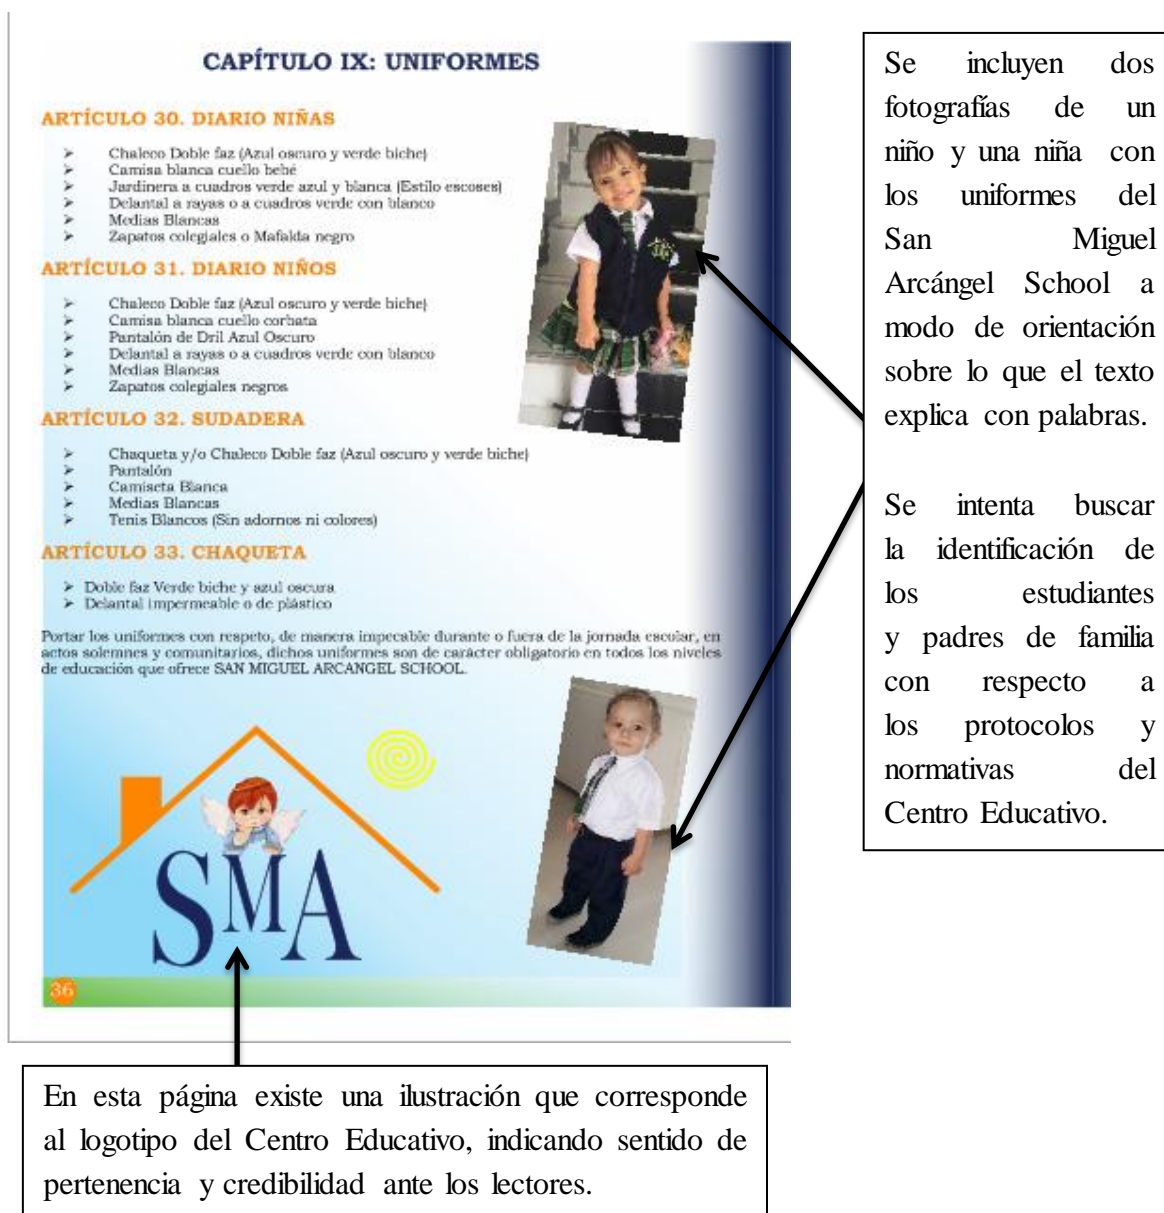 CAPÍTULO IX: UNIFORMES
ARTÍCULO 30. DIARIO NIÑAS
➢ Chaleco Doble faz (Azul oscuro y verde biche)
➢ Camisa blanca cuello bebé
➢ Jardinera a cuadros verde azul y blanca (Estilo escoses)
➢ Delantal a rayas o a cuadros verde con blanco
➢ Medias Blancas
➢ Zapatos colegiales o Mafalda negro
ARTÍCULO 31. DIARIO NIÑOS
➢ Chaleco Doble faz (Azul oscuro y verde biche)
➢ Camisa blanca cuello corbata
➢ Pantalón de Dril Azul Oscuro
➢ Delantal a rayas o a cuadros verde con blanco
➢ Medias Blancas
➢ Zapatos colegiales negros
ARTÍCULO 32. SUDADERA
➢ Chaqueta y/o Chaleco Doble faz (Azul oscuro y verde biche)
➢ Pantalón
➢ Camiseta Blanca
➢ Medias Blancas
➢ Tenis Blancos (Sin adornos ni colores)
ARTÍCULO 33. CHAQUETA
➢ Doble faz Verde biche y azul oscura
➢ Delantal impermeable o de plástico
Portar los uniformes con respeto, de manera impecable durante o fuera de la jornada escolar, en
actos solemnes y comunitarios, dichos uniformes son de carácter obligatorio en todos los niveles
de educación que ofrece SAN MIGUEL ARCANGEL SCHOOL.
SMA
36
Se incluyen dos
fotografías de un
niño y una niña con
los uniformes del
San Miguel
Arcángel School a
modo de orientación
sobre lo que el texto
explica con palabras.
Se intenta buscar
la identificación de
los estudiantes
y padres de familia
con respecto a
los protocolos y
normativas del
Centro Educativo.
En esta página existe una ilustración que corresponde
al logotipo del Centro Educativo, indicando sentido de
pertenencia y credibilidad ante los lectores.